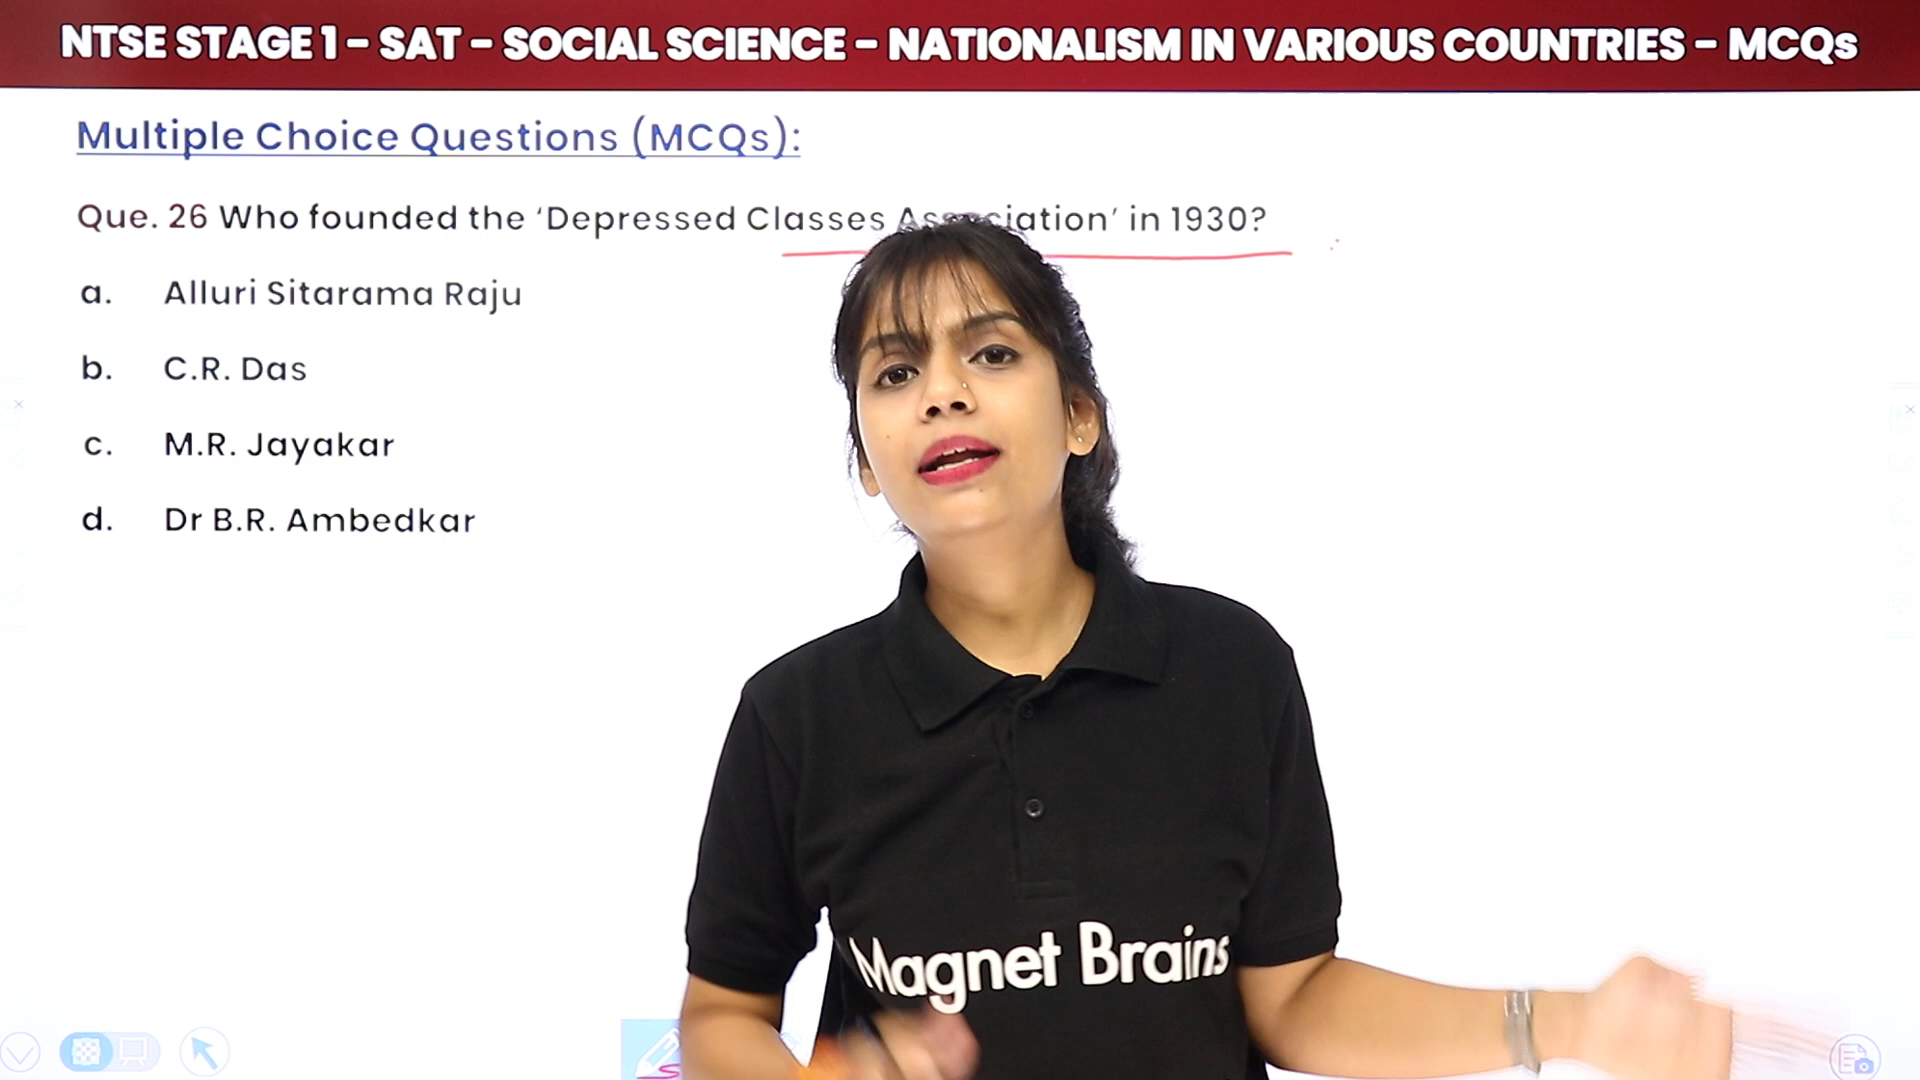 NTSE STAGE 1 – SAT – SOCIAL SCIENCE – NATIONALISM IN VARIOUS COUNTRIES – MCQs
Multiple Choice Questions (MCQs):
Que. 26 Who founded the ‘Depressed Classes Association’ in 1930?
a. Alluri Sitarama Raju
b. C.R. Das
c. M.R. Jayakar
d. Dr B.R. Ambedkar
Magnet Brains